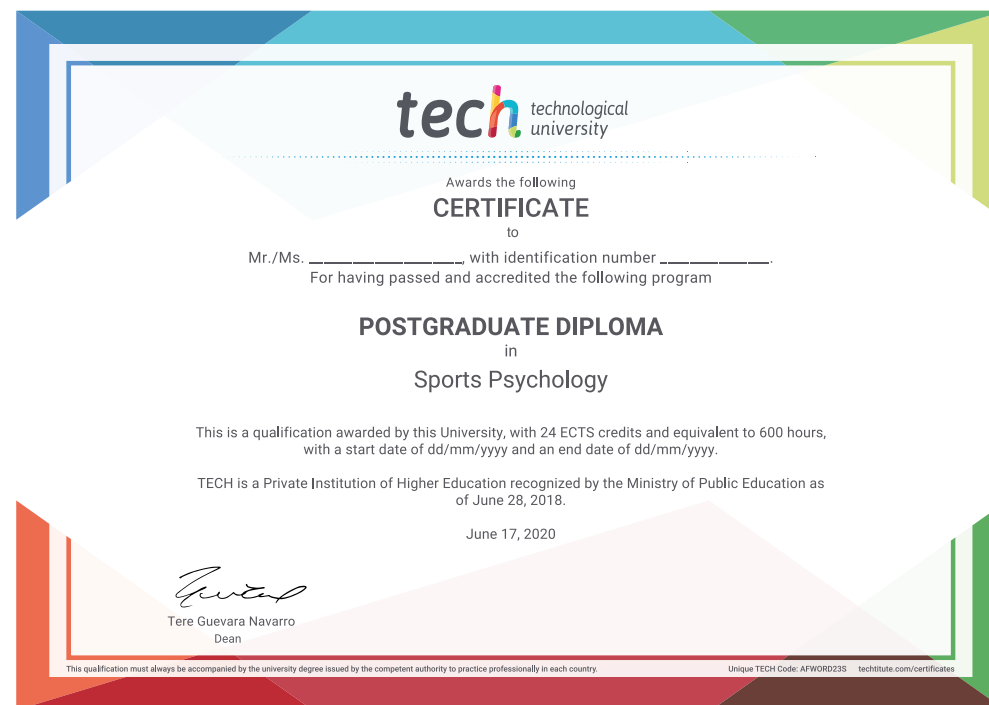 tech technological
university
Awards the following
CERTIFICATE
to
Mr./Ms. ____________________, with identification number ______________.
For having passed and accredited the following program
POSTGRADUATE DIPLOMA
in
Sports Psychology
This is a qualification awarded by this University, with 24 ECTS credits and equivalent to 600 hours,
with a start date of dd/mm/yyyy and an end date of dd/mm/yyyy.
TECH is a Private Institution of Higher Education recognized by the Ministry of Public Education as
of June 28, 2018.
June 17, 2020
Tere Guevara Navarro
Dean
This qualification must always be accompanied by the university degree issued by the competent authority to practice professionally in each country. Unique TECH Code: AFWORD23S techtitute.com/certificates